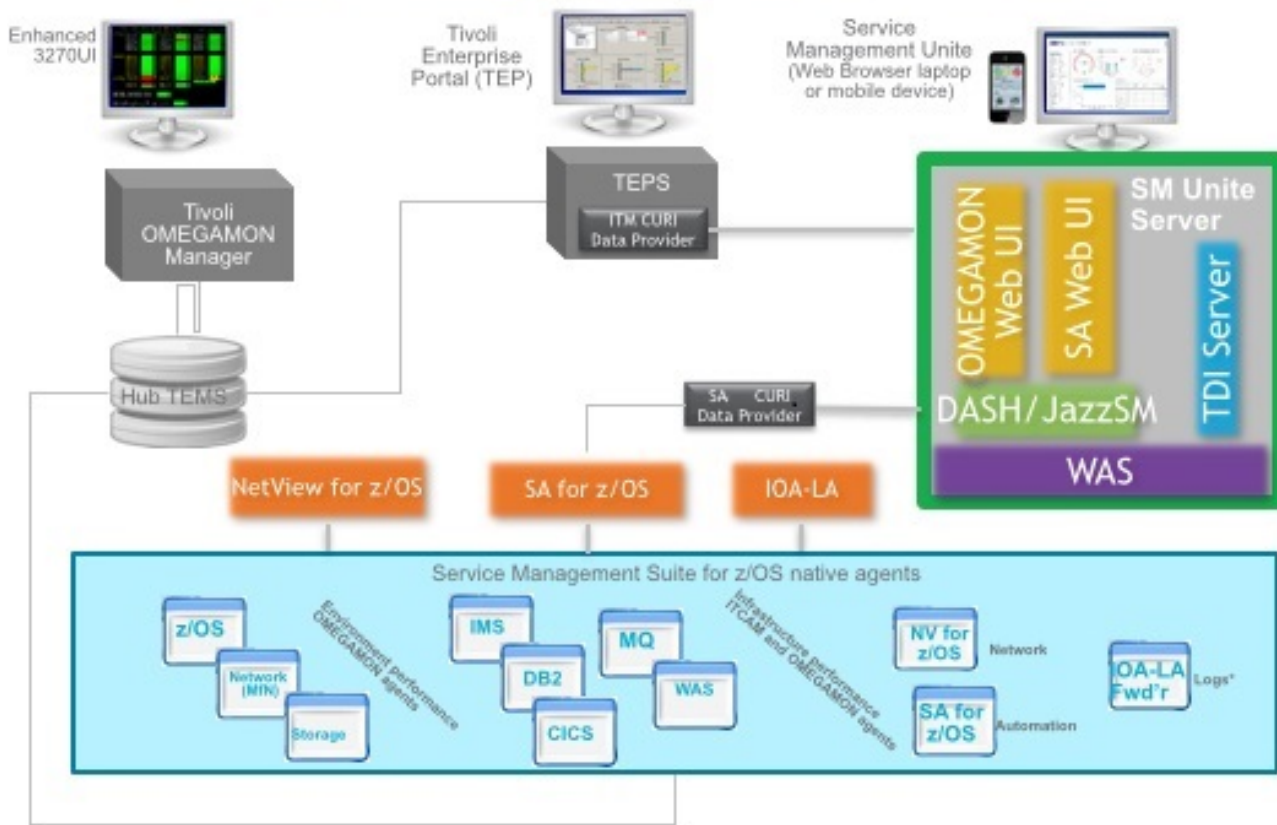 Enhanced
3270UI
Tivoli
Enterprise
Portal (TEP)
Service
Management Unite
(Web Browser laptop
or mobile device)
Tivoli
OMEGAMON
Manager
TEPS
ITM CURI
Data Provider
SM Unite
Server
OMEGAMON
Web UI
SA Web UI
TDI Server
DASH/JazzSM
WAS
Hub TEMS
SA CURI
Data Provider
NetView for z/OS
SA for z/OS
IOA-LA
Service Management Suite for z/OS native agents
z/OS
Network
(MfN)
Storage
Environment performance
OMEGAMON agents
IMS
DB2
CICS
MQ
WAS
Infrastructure performance
ITCAM and OMEGAMON agents
NV for
z/OS
Network
SA for
z/OS
Automation
IOA-LA
Fwd'r
Logs*